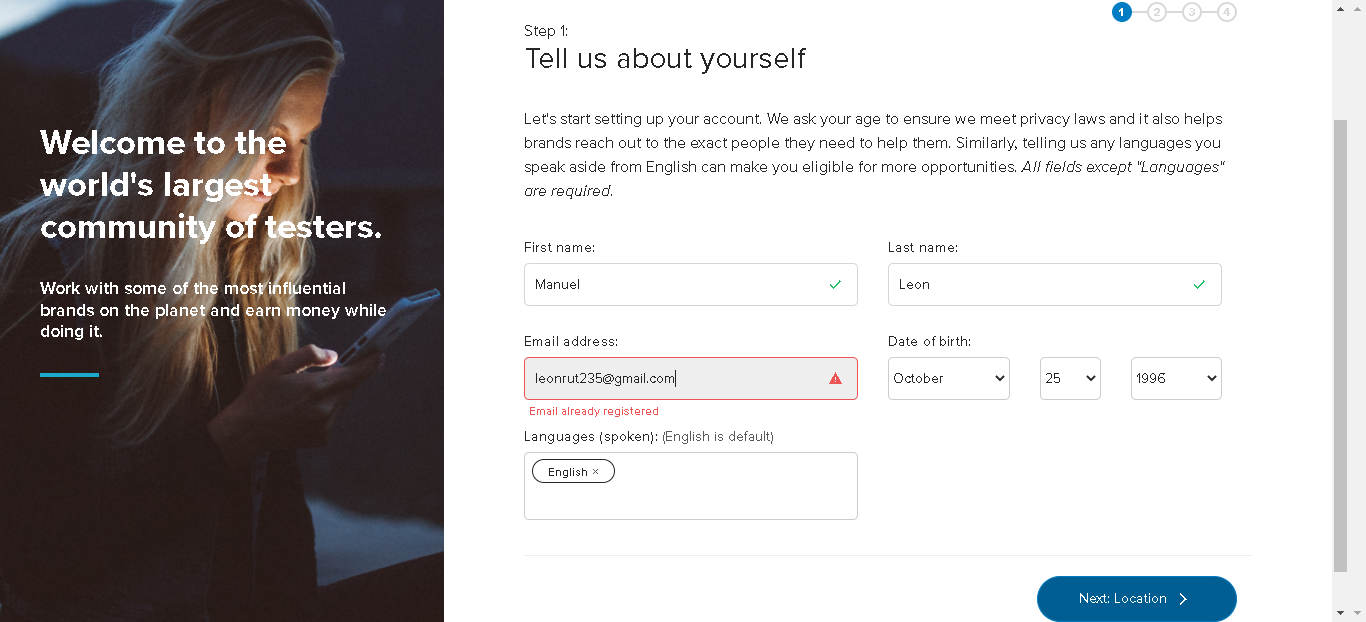 Welcome to the
world's largest
community of testers.
Work with some of the most influential
brands on the planet and earn money while
doing it.
1 2 3 4
Step 1:
Tell us about yourself
Let's start setting up your account. We ask your age to ensure we meet privacy laws and it also helps
brands reach out to the exact people they need to help them. Similarly, telling us any languages you
speak aside from English can make you eligible for more opportunities. All fields except "Languages"
are required.
First name: Last name:
Manuel Leon
Email address: Date of birth:
leonrut235@gmail.com October 25 1996
Email already registered
Languages (spoken): (English is default)
English ×
Next: Location